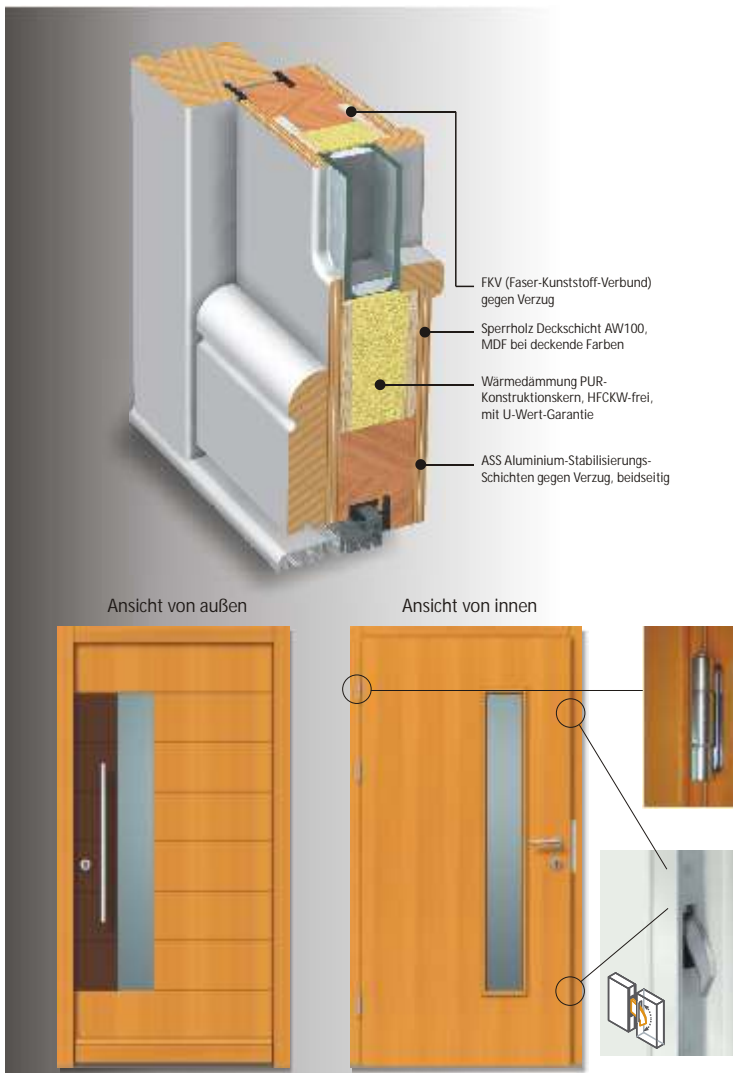 FKV (Faser-Kunststoff-Verbund)
gegen Verzug
Sperrholz Deckschicht AW100,
MDF bei deckende Farben
Wärmedämmung PUR-
Konstruktionskern, HFCKW-frei,
mit U-Wert-Garantie
ASS Aluminium-Stabilisierungs-
Schichten gegen Verzug, beidseitig
Ansicht von außen
Ansicht von innen